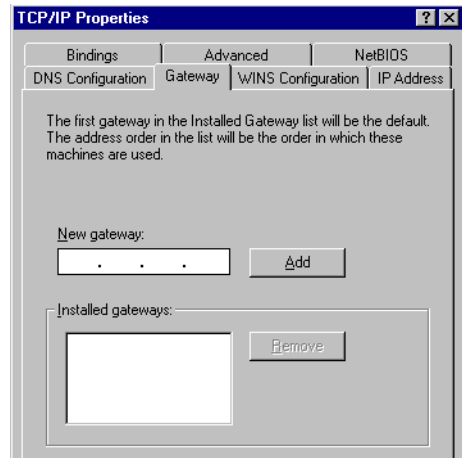 TCP/IP Properties ? X
Bindings Advanced NetBIOS
DNS Configuration Gateway WINS Configuration IP Address
The first gateway in the Installed Gateway list will be the default.
The address order in the list will be the order in which these
machines are used.
New gateway:
. . .
Add
Installed gateways:
Remove